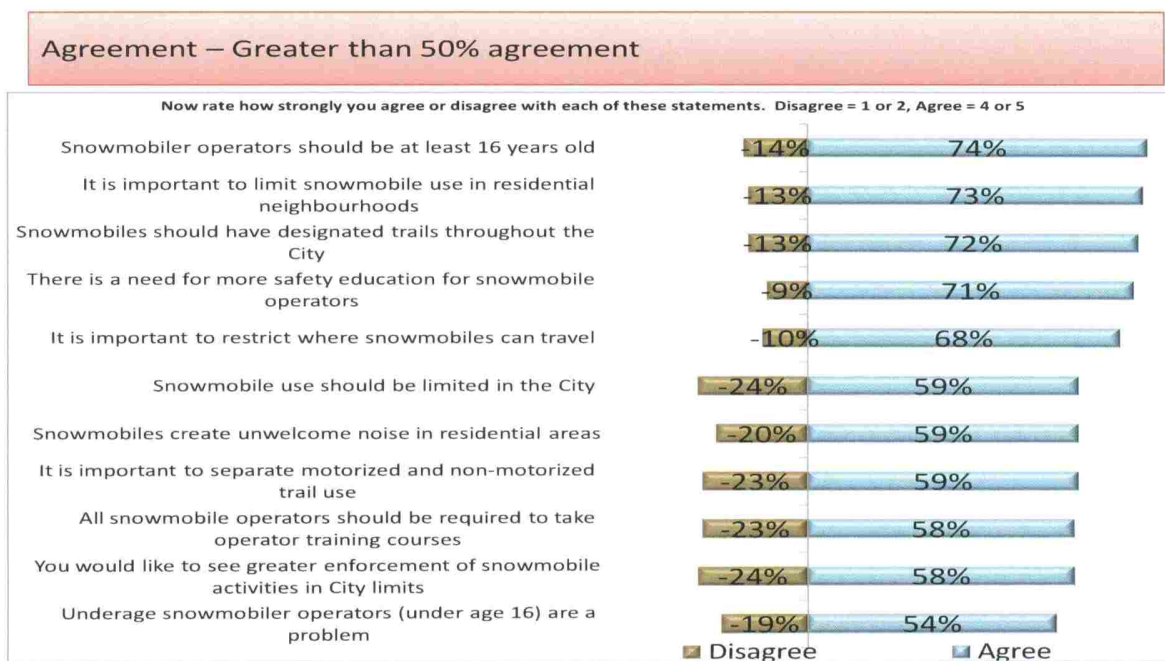 Agreement – Greater than 50% agreement
Now rate how strongly you agree or disagree with each of these statements. Disagree = 1 or 2, Agree = 4 or 5
Snowmobiler operators should be at least 16 years old
-14% 74%
It is important to limit snowmobile use in residential
neighbourhoods
-13% 73%
Snowmobiles should have designated trails throughout the
City
-13% 72%
There is a need for more safety education for snowmobile
operators
-9% 71%
It is important to restrict where snowmobiles can travel
-10% 68%
Snowmobile use should be limited in the City
-24% 59%
Snowmobiles create unwelcome noise in residential areas
-20% 59%
It is important to separate motorized and non-motorized
trail use
-23% 59%
All snowmobile operators should be required to take
operator training courses
-23% 58%
You would like to see greater enforcement of snowmobile
activities in City limits
-24% 58%
Underage snowmobiler operators (under age 16) are a
problem
-19% 54%
Disagree Agree